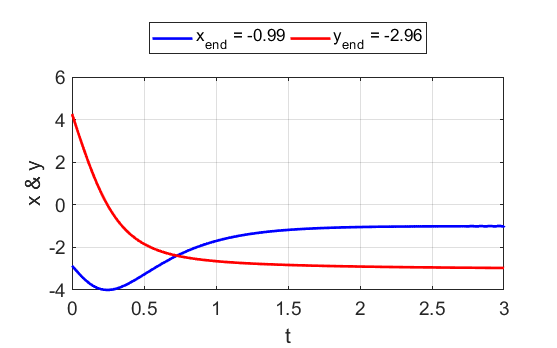 x_end = -0.99 y_end = -2.96
6
4
2
0
-2
-4
x & y
0 0.5 1 1.5 2 2.5 3
t